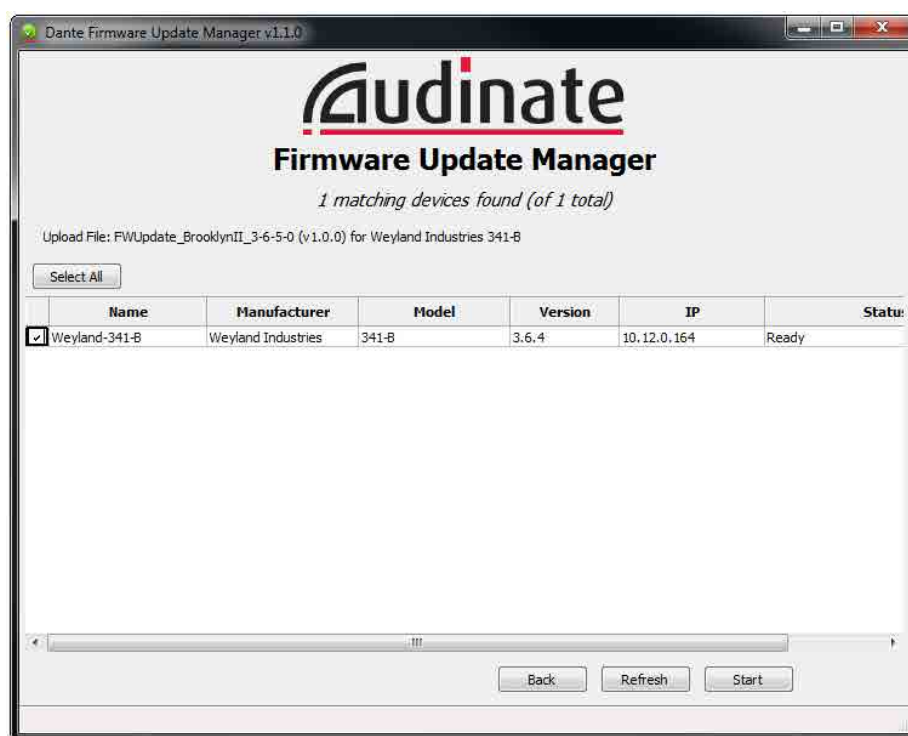 Dante Firmware Update Manager v1.1.0
Audinate
Firmware Update Manager
1 matching devices found (of 1 total)
Upload File: FWUpdate_BrooklynII_3-6-5-0 (v1.0.0) for Weyland Industries 341-B
Select All
Name Manufacturer Model Version IP Status
Weyland-341-B Weyland Industries 341-B 3.6.4 10.12.0.164 Ready
Back Refresh Start